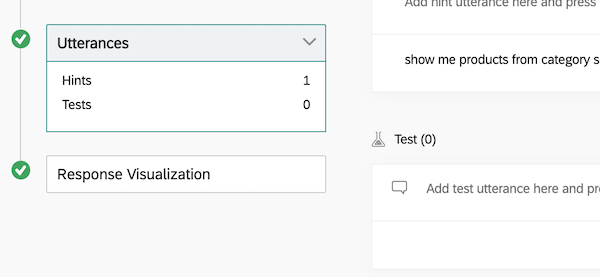 Utterances
Hints 1
Tests 0
Response Visualization
Add hint utterance here and press
show me products from category s
Test (0)
Add test utterance here and pre